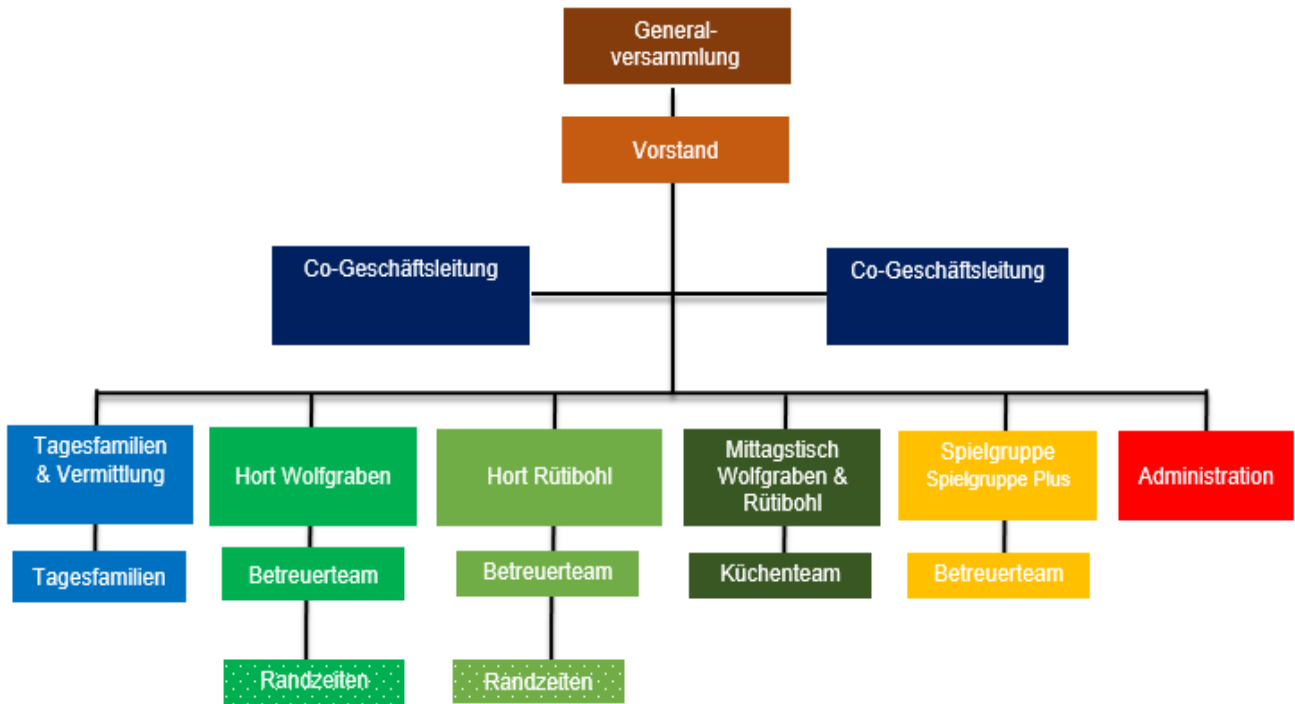 General-
versammlung
Vorstand
Co-Geschäftsleitung
Co-Geschäftsleitung
Tagesfamilien
& Vermittlung
Hort Wolfgraben
Hort Rütibohl
Mittagstisch
Wolfgraben &
Rütibohl
Spielgruppe
Spielgruppe Plus
Administration
Tagesfamilien
Betreuerteam
Betreuerteam
Küchenteam
Betreuerteam
Randzeiten
Randzeiten